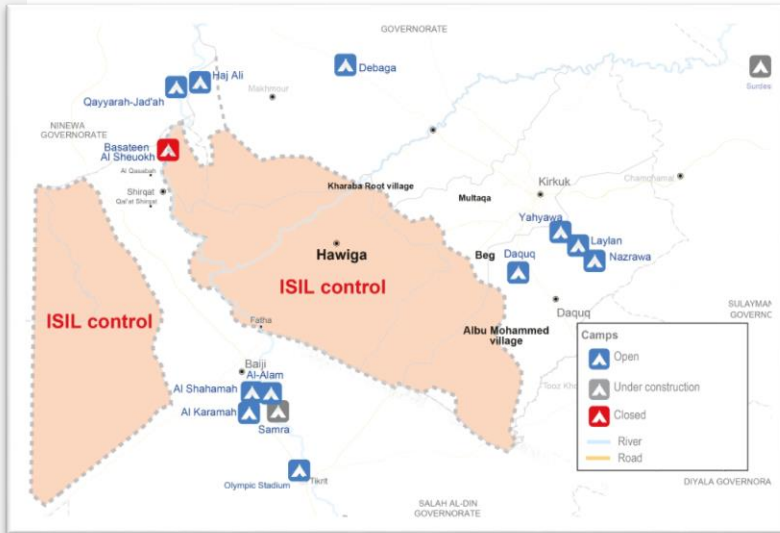 GOVERNORATE
Debaga
Haj Ali
Qayyarah-Jad'ah
Makhmour
Surdesh
NINEWA
GOVERNORATE
Basateen
Al Sheuokh
Al Qasabah
Shirqat
Qal'at Shirqat
Kharaba Root village
Multaqa
Kirkuk
Chamchamal
Yahyawa
Laylan
Nazrawa
Hawiga
Beg
Daquq
ISIL control
ISIL control
Daquq
SULAYMAN
GOVERNO
Fatha
Albu Mohammed
village
Baiji
Al-Alam
Al Shahamah
Al Karamah
Samra
Camps
Open
Under construction
Closed
River
Road
Olympic Stadium
Tikrit
DIYALA GOVERNORA
SALAH AL-DIN
GOVERNORATE